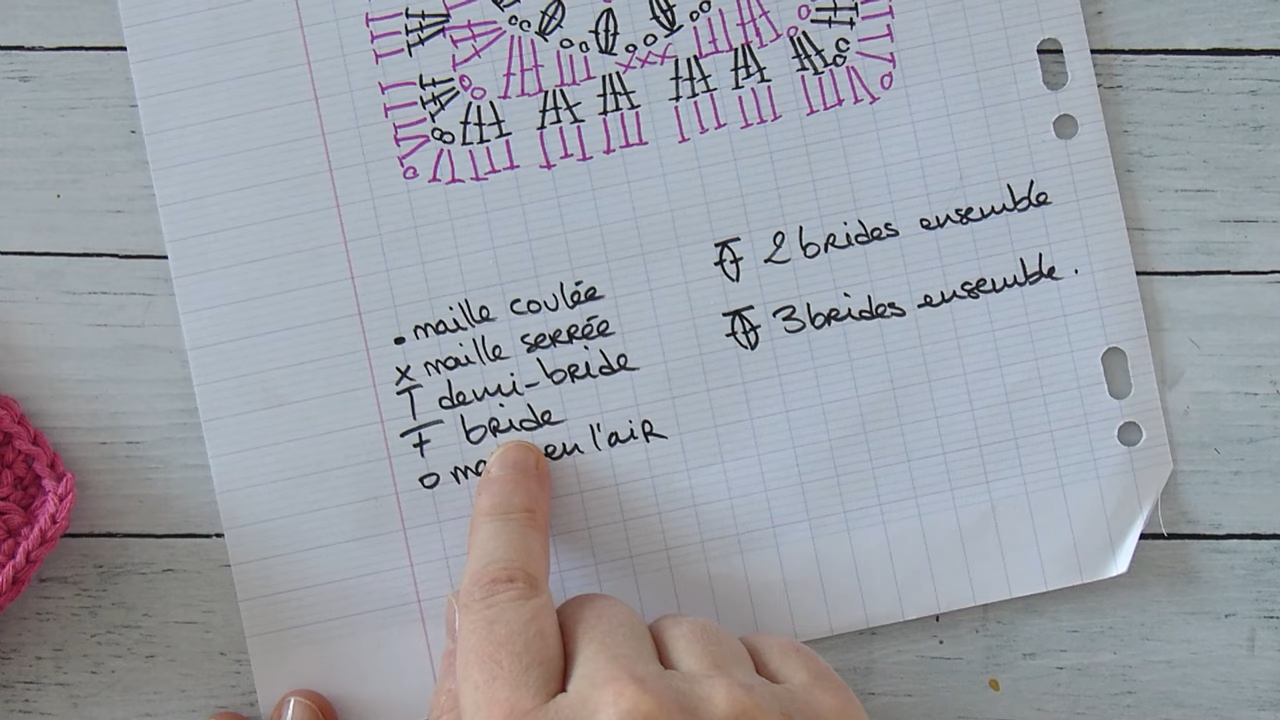 • maille coulée
x maille serrée
T demi-bride
Ŧ bride
o en l'air
2 brides ensemble
3 brides ensemble.